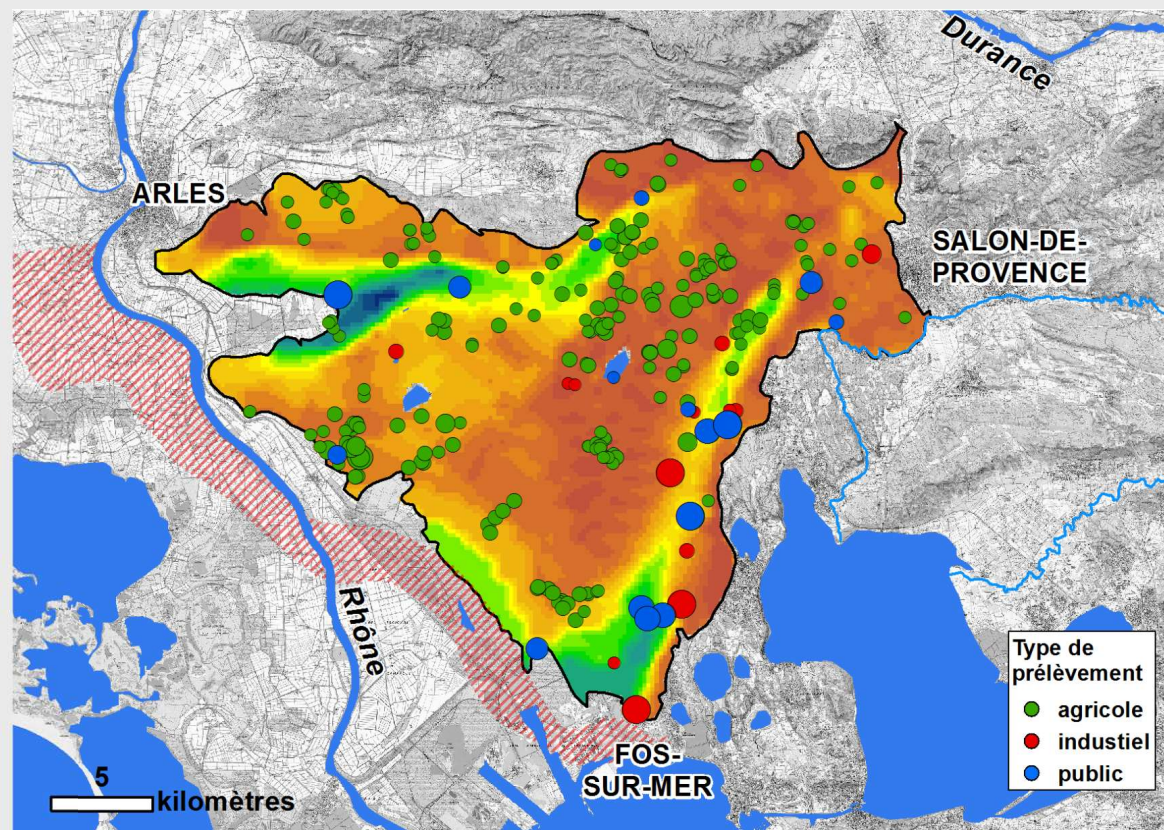 Durance
ARLES
SALON-DE-
PROVENCE
Rhône
FOS-
SUR-MER
5
kilomètres
Type de
prélèvement
agricole
industiel
public